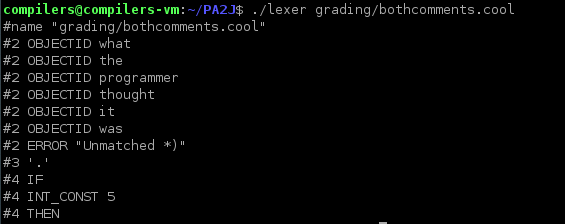 compilers@compilers-vm:~/PA2J$ ./lexer grading/bothcomments.cool
#name "grading/bothcomments.cool"
#2 OBJECTID what
#2 OBJECTID the
#2 OBJECTID programmer
#2 OBJECTID thought
#2 OBJECTID it
#2 OBJECTID was
#2 ERROR "Unmatched *)"
#3 '.'
#4 IF
#4 INT_CONST 5
#4 THEN